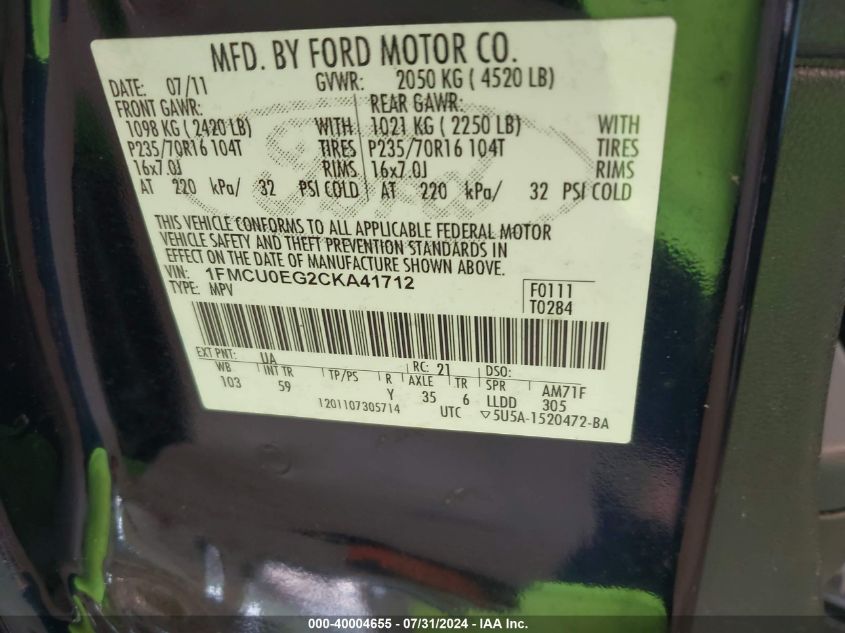 MFD. BY FORD MOTOR CO.
DATE: 07/11 GVWR: 2050 KG ( 4520 LB)
FRONT GAWR: REAR GAWR:
1098 KG ( 2420 LB) WITH 1021 KG ( 2250 LB) WITH
P235/70R16 104T TIRES P235/70R16 104T TIRES
16x7.0J RIMS 16x7.0J RIMS
AT 220 kPa/ 32 PSI COLD AT 220 kPa/ 32 PSI COLD
THIS VEHICLE CONFORMS TO ALL APPLICABLE FEDERAL MOTOR
VEHICLE SAFETY AND THEFT PREVENTION STANDARDS IN
EFFECT ON THE DATE OF MANUFACTURE SHOWN ABOVE.
VIN: 1FMCU0EG2CKA41712
TYPE: MPV
F0111
T0284
EXT PNT: UA RC: 21 DSO:
WB INT TR TP/PS R AXLE TR SPR AM71F
103 59 Y 35 6 LLDD 305
1201107305714 UTC ▽5U5A-1520472-BA
000-40004655 - 07/31/2024 - IAA Inc.